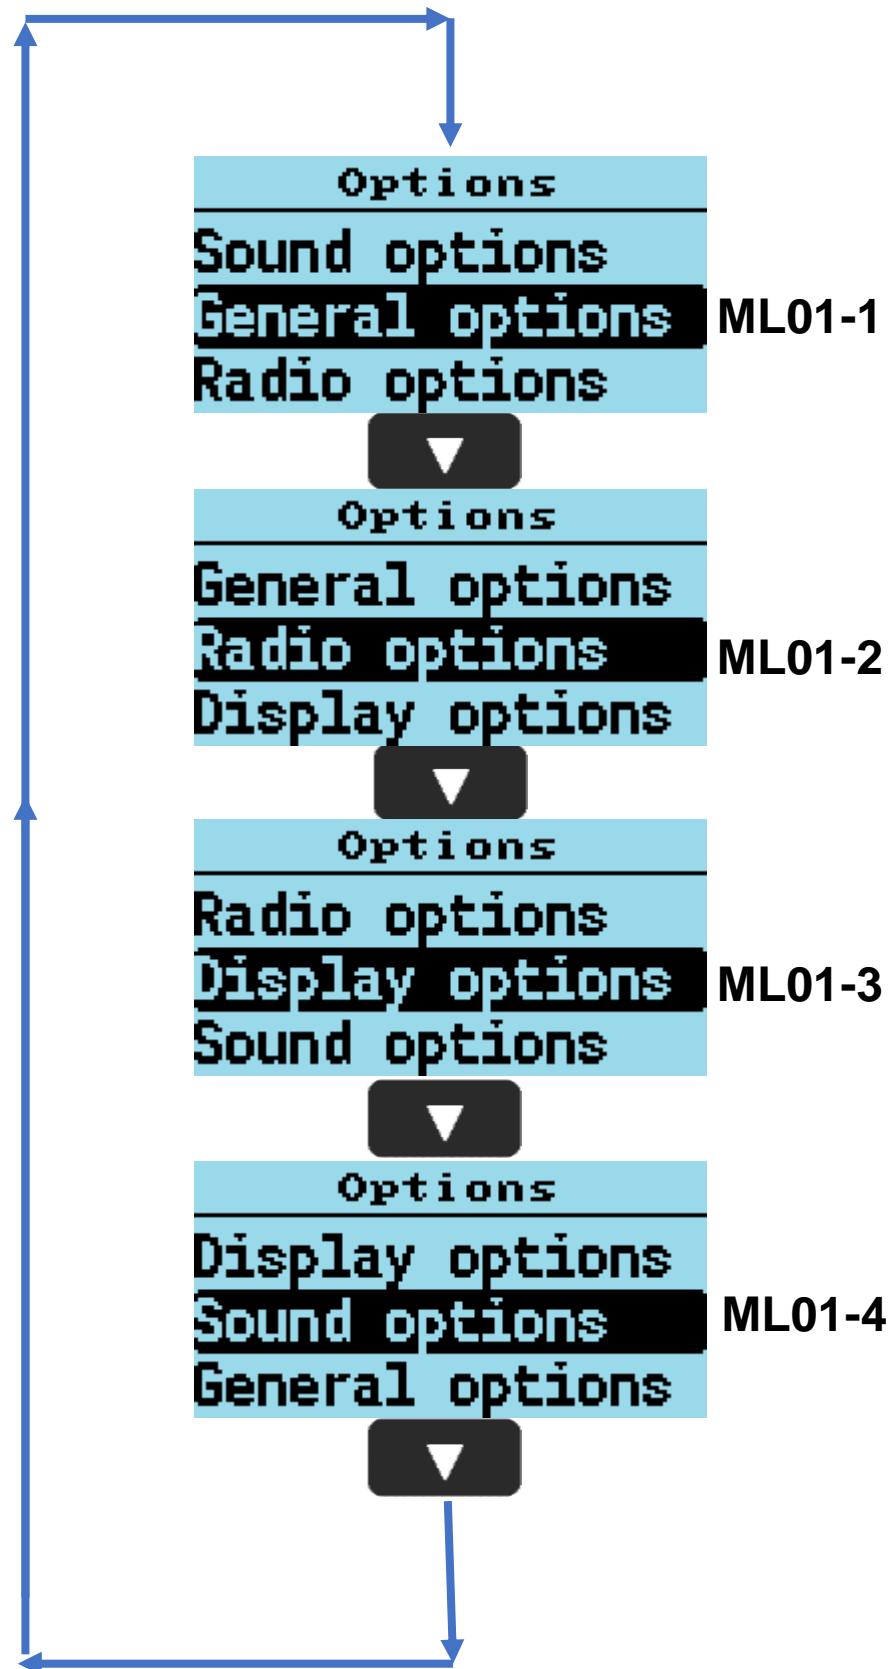 Options
Sound options
General options
ML01-1
Radio options
Options
General options
Radio options
ML01-2
Display options
Options
Radio options
Display options
ML01-3
Sound options
Options
Display options
Sound options
ML01-4
General options